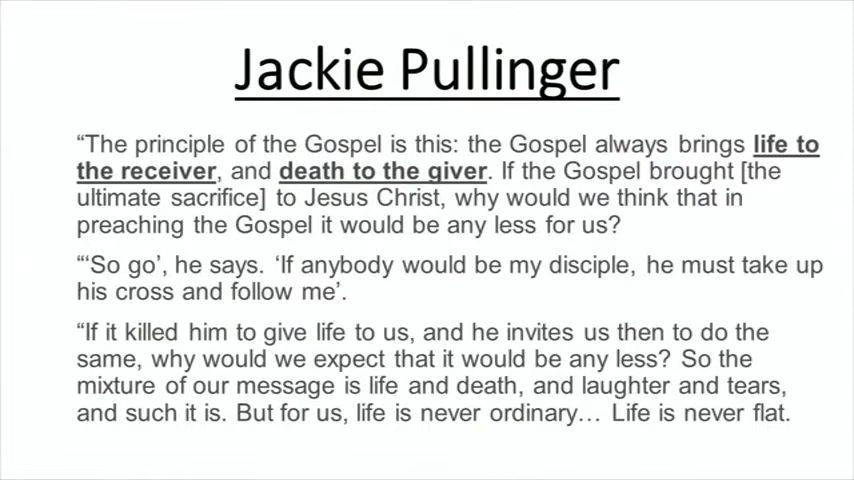 Jackie Pullinger
“The principle of the Gospel is this: the Gospel always brings life to
the receiver, and death to the giver. If the Gospel brought [the
ultimate sacrifice] to Jesus Christ, why would we think that in
preaching the Gospel it would be any less for us?
“‘So go’, he says. ‘If anybody would be my disciple, he must take up
his cross and follow me’.
“If it killed him to give life to us, and he invites us then to do the
same, why would we expect that it would be any less? So the
mixture of our message is life and death, and laughter and tears,
and such it is. But for us, life is never ordinary… Life is never flat.